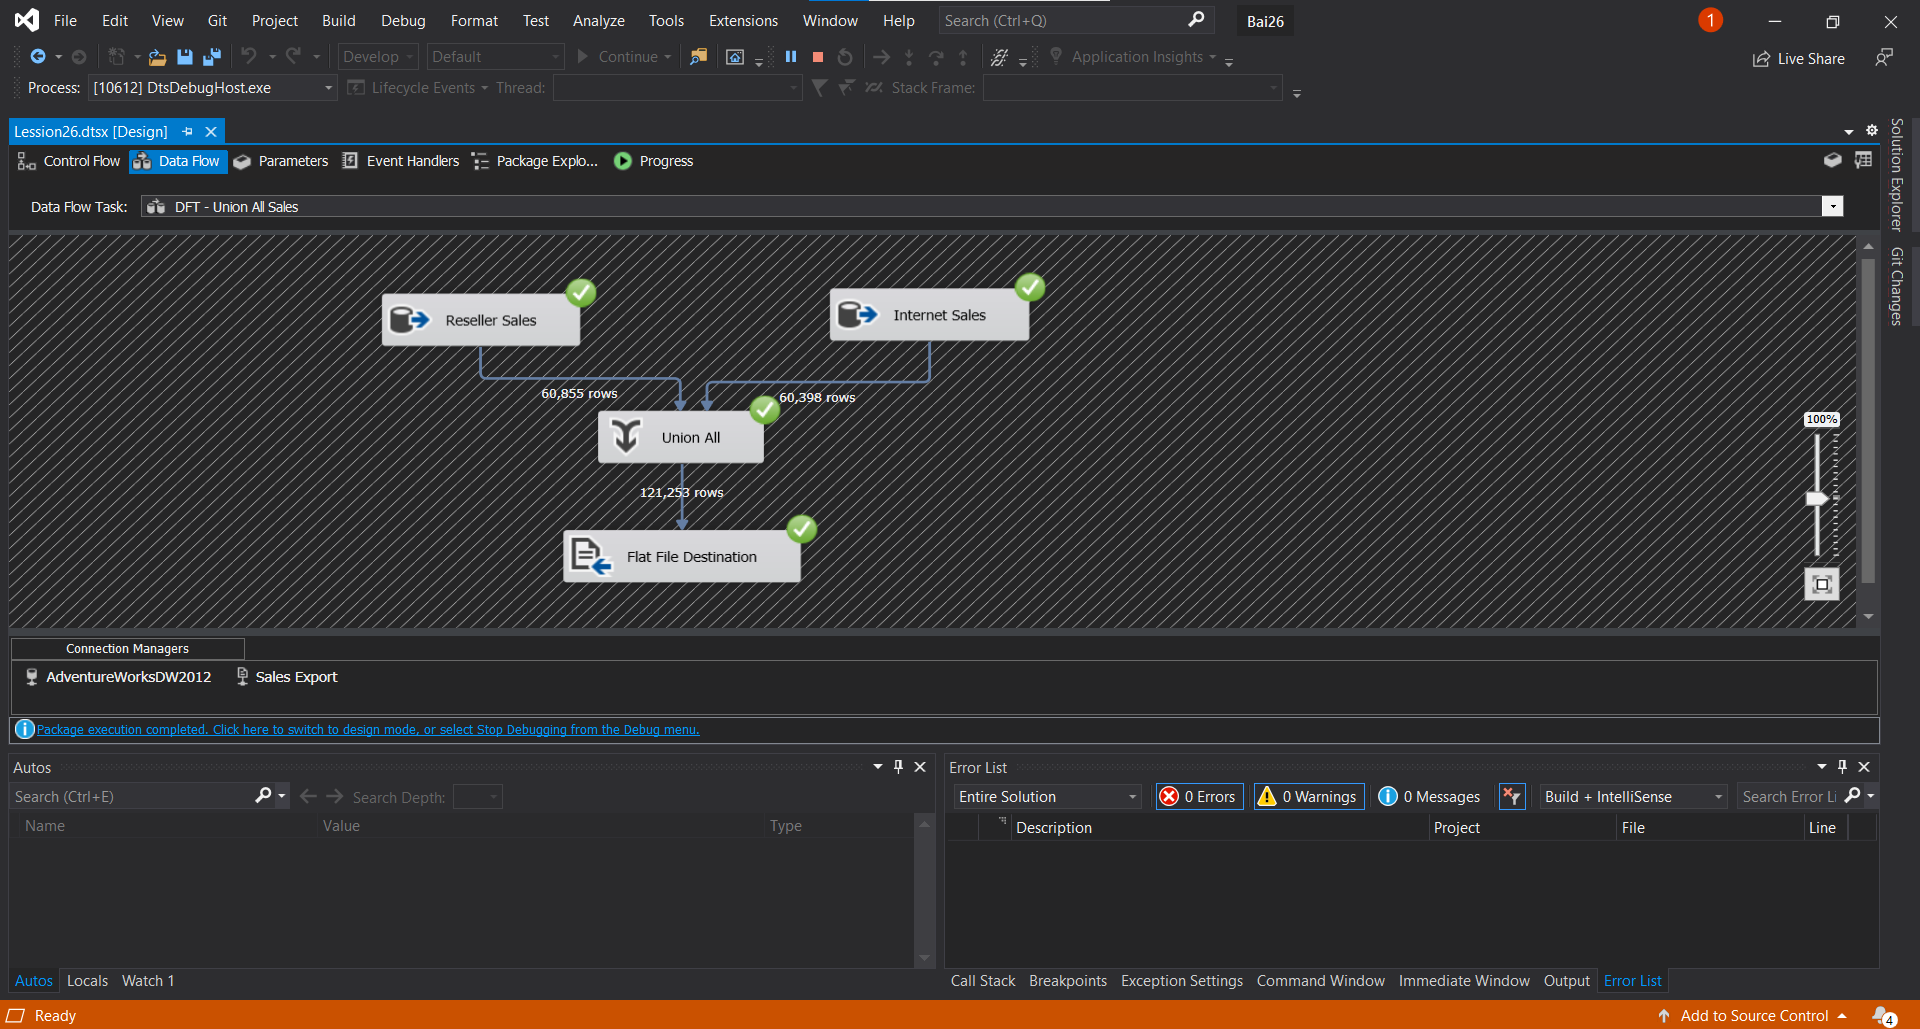 File Edit View Git Project Build Debug Format Test Analyze Tools Extensions Window Help Search (Ctrl+Q) Bai26 1
Develop Default Continue Application Insights Live Share
Process: [10612] DtsDebugHost.exe Lifecycle Events Thread: Stack Frame:
Lession26.dtsx [Design]
Control Flow Data Flow Parameters Event Handlers Package Explo... Progress
Data Flow Task: DFT - Union All Sales
Reseller Sales
Internet Sales
60,855 rows
60,398 rows
Union All
121,253 rows
Flat File Destination
100%
Solution Explorer
Git Changes
Connection Managers
AdventureWorksDW2012 Sales Export
Package execution completed. Click here to switch to design mode, or select Stop Debugging from the Debug menu.
Autos
Search (Ctrl+E) Search Depth:
Name Value Type
Autos Locals Watch 1
Error List
Entire Solution 0 Errors 0 Warnings 0 Messages Build + IntelliSense Search Error Li
Description Project File Line
Call Stack Breakpoints Exception Settings Command Window Immediate Window Output Error List
Ready Add to Source Control 4